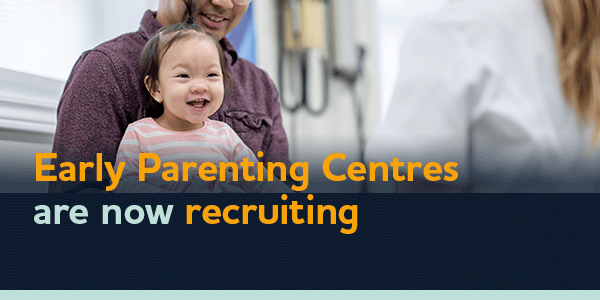 Early Parenting Centres
are now recruiting